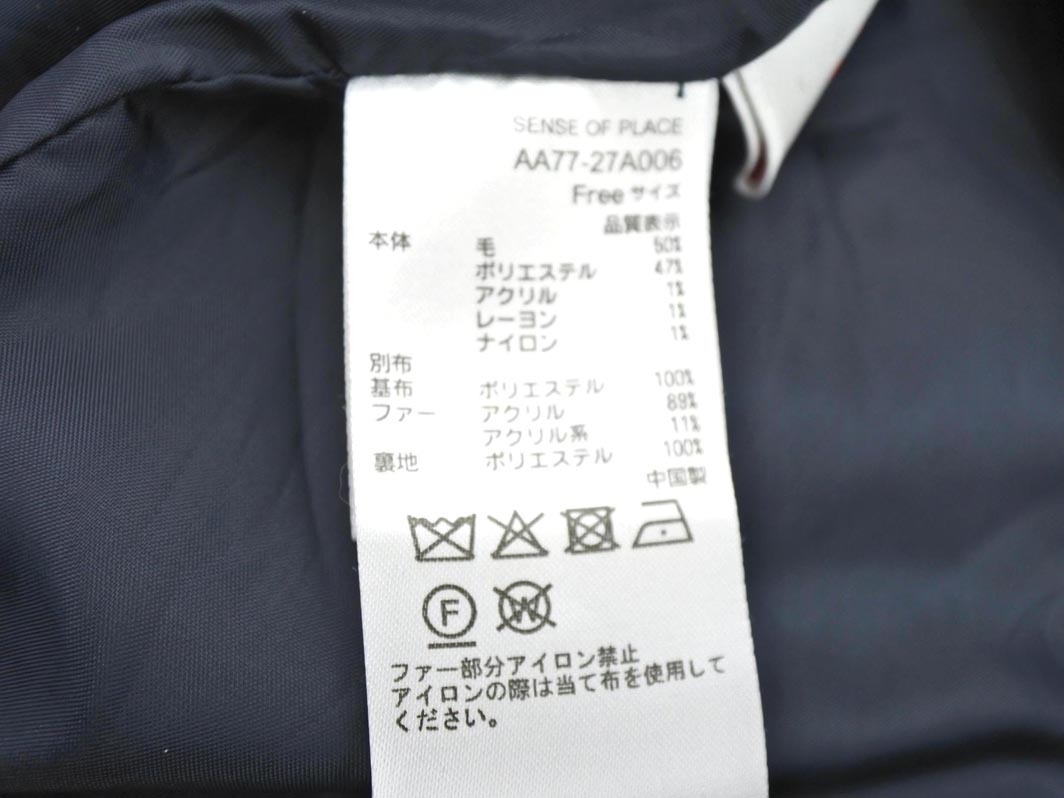 SENSE OF PLACE
AA77-27A006
Free サイズ
品質表示
本体 毛 50%
ポリエステル 47%
アクリル 1%
レーヨン 1%
ナイロン 1%
別布
基布 ポリエステル 100%
ファー アクリル 89%
アクリル系 11%
裏地 ポリエステル 100%
中国製
F W
ファー部分アイロン禁止
アイロンの際は当て布を使用して
ください。